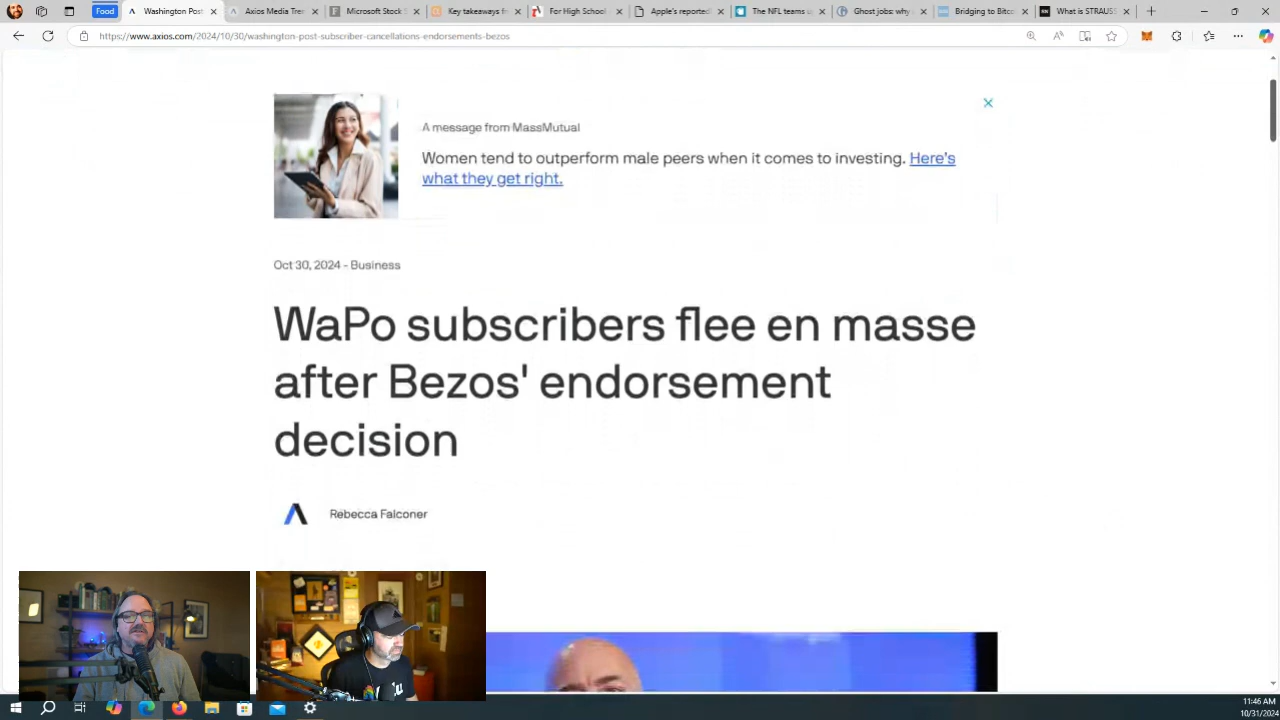 Food
Washington Post
Axios Media Tren
Microsoft Stock S
Key takeaways f
For High School
Apple's reported
The NFL teams
Ghost jobs: why
Bridging to Bitco
What is STRAUSS
https://www.axios.com/2024/10/30/washington-post-subscriber-cancellations-endorsements-bezos
A message from MassMutual
Women tend to outperform male peers when it comes to investing. Here's
what they get right.
Oct 30, 2024 - Business
WaPo subscribers flee en masse
after Bezos' endorsement
decision
Rebecca Falconer
11:46 AM
10/31/2024